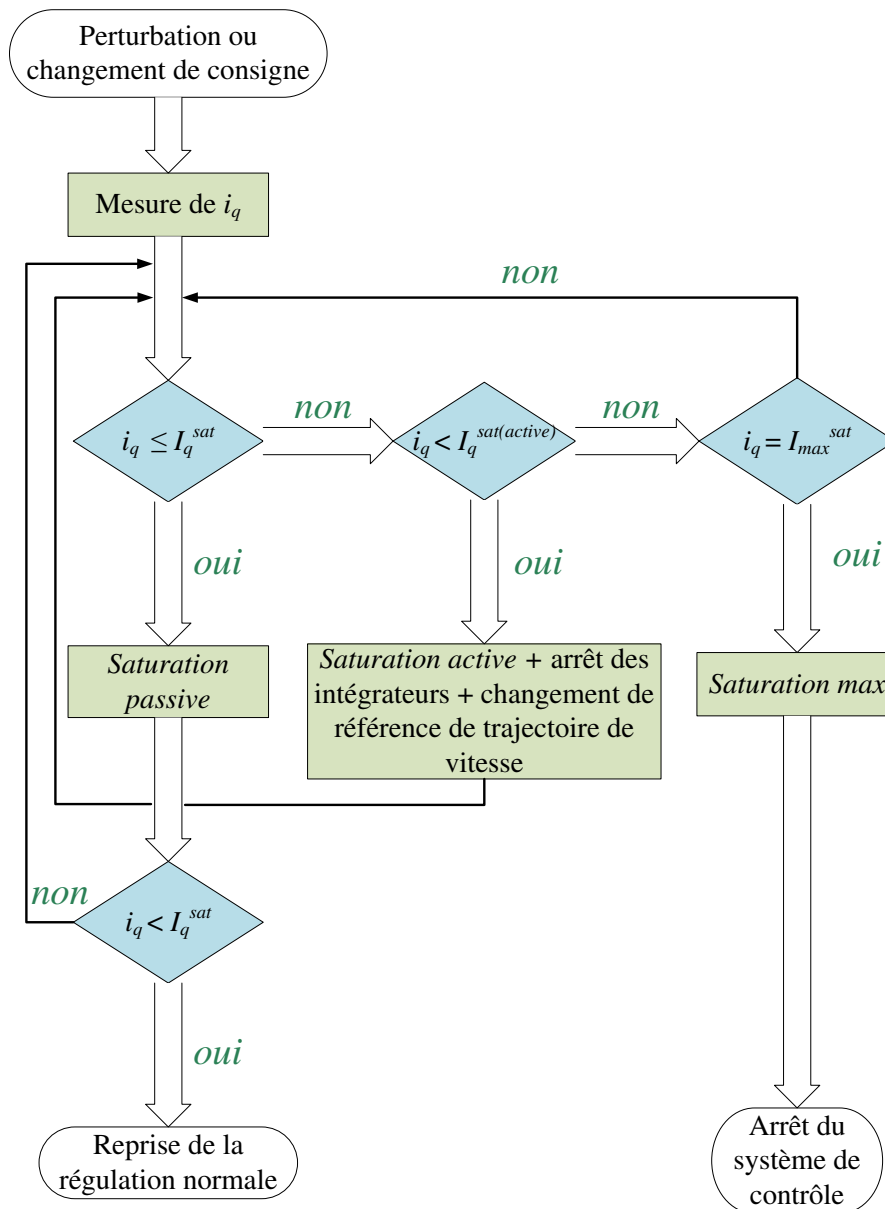 Perturbation ou
changement de consigne
Mesure de i_q
non
i_q ≤ I_q^sat
non
i_q < I_q^sat(active)
non
i_q = I_max^sat
oui
oui
oui
Saturation
passive
Saturation active + arrêt des
intégrateurs + changement de
référence de trajectoire de
vitesse
Saturation max
non
i_q < I_q^sat
oui
Reprise de la
régulation normale
Arrêt du
système de
contrôle